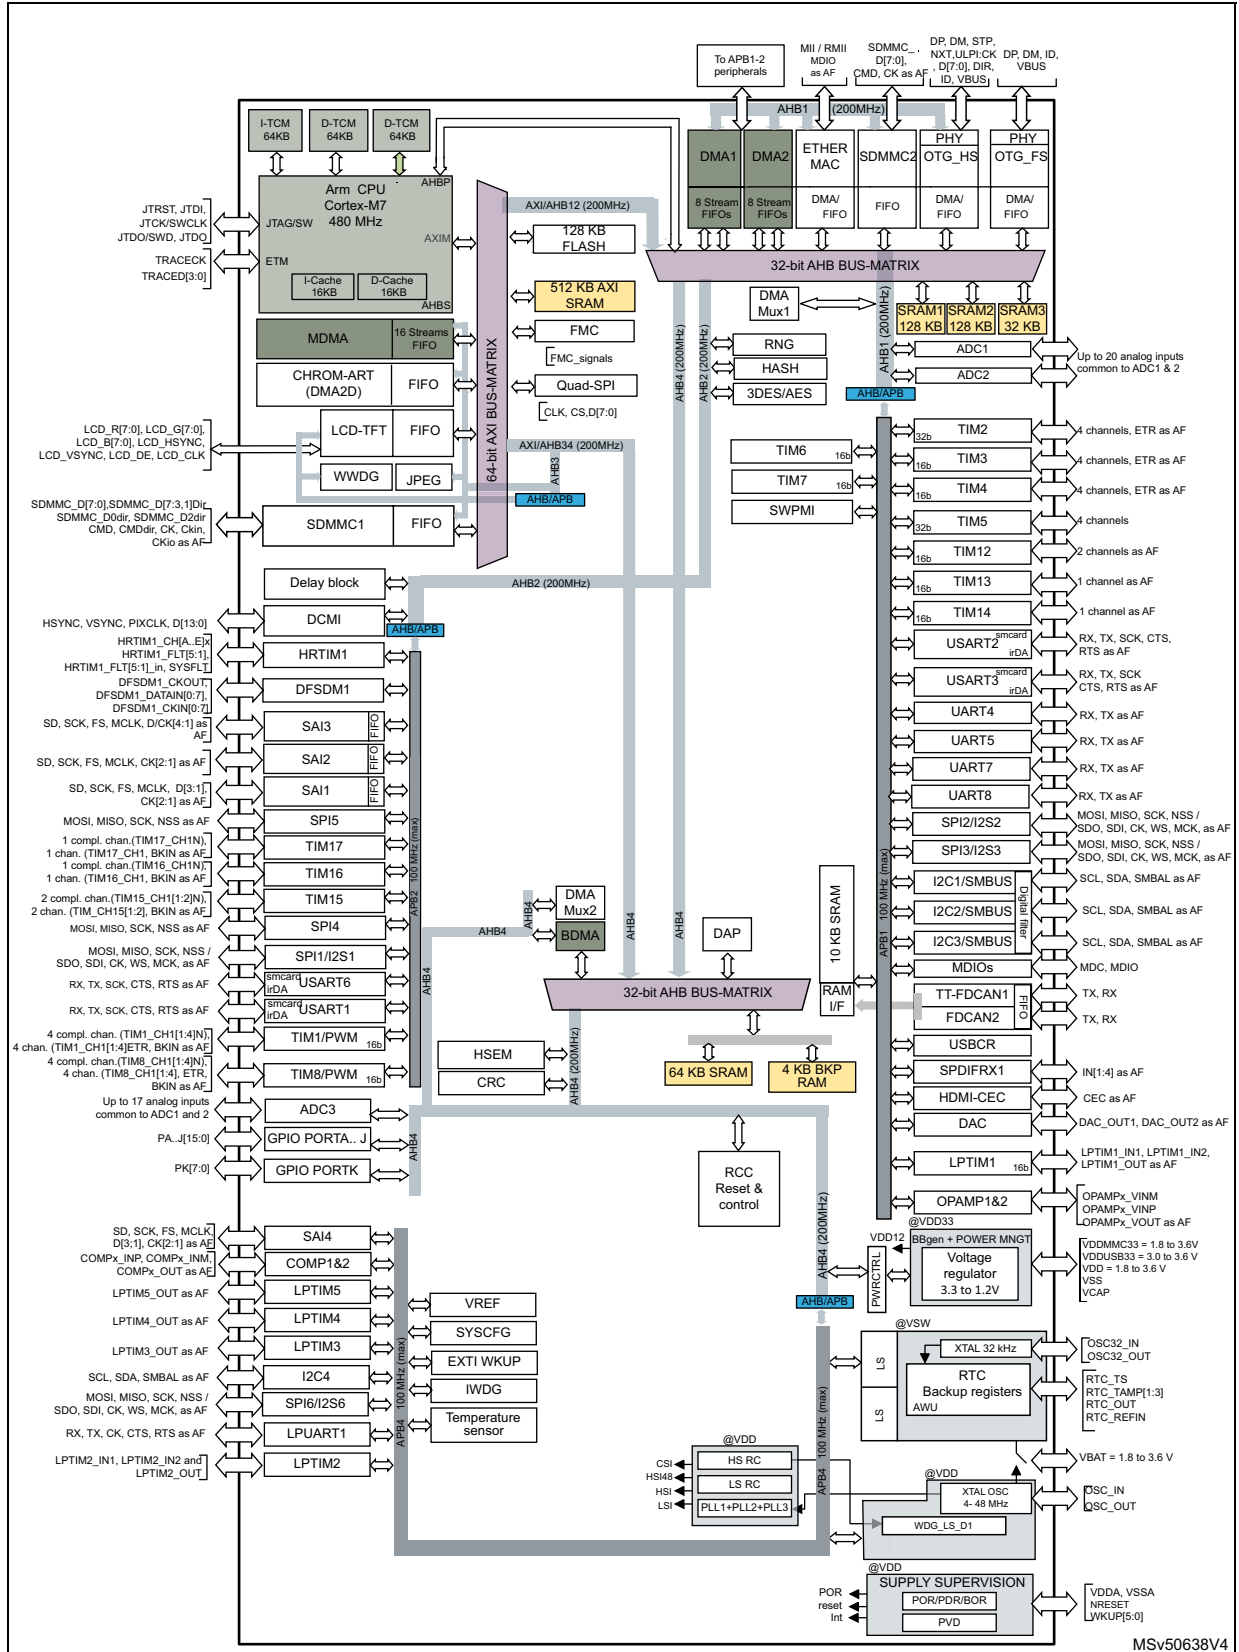 To APB1-2
peripherals
MII / RMII
MDIO
as AF
SDMMC_
D[7:0],
CMD, CK as AF
DP, DM, STP,
NXT,ULPI:CK
, D[7:0], DIR,
ID, VBUS
DP, DM, ID,
VBUS
AHB1 (200MHz)
I-TCM
64KB
D-TCM
64KB
D-TCM
64KB
AHBP
Arm CPU
Cortex-M7
480 MHz
JTAG/SW
AXIM
ETM
I-Cache
16KB
D-Cache
16KB
AHBS
JTRST, JTDI,
JTCK/SWCLK
JTDO/SWD, JTDO
TRACECK
TRACED[3:0]
DMA1
8 Stream
FIFOs
DMA2
8 Stream
FIFOs
ETHER
MAC
DMA/
FIFO
SDMMC2
FIFO
PHY
OTG_HS
DMA/
FIFO
PHY
OTG_FS
DMA/
FIFO
AXI/AHB12 (200MHz)
128 KB
FLASH
512 KB AXI
SRAM
FMC
FMC_signals
Quad-SPI
CLK, CS,D[7:0]
64-bit AXI BUS-MATRIX
32-bit AHB BUS-MATRIX
DMA
Mux1
SRAM1
128 KB
SRAM2
128 KB
SRAM3
32 KB
AHB1 (200MHz)
AHB4 (200MHz)
AHB2 (200MHz)
RNG
HASH
3DES/AES
ADC1
ADC2
Up to 20 analog inputs
common to ADC1 & 2
AHB/APB
MDMA
16 Streams
FIFO
CHROM-ART
(DMA2D)
FIFO
LCD-TFT
FIFO
WWDG
JPEG
SDMMC1
FIFO
LCD_R[7:0], LCD_G[7:0],
LCD_B[7:0], LCD_HSYNC,
LCD_VSYNC, LCD_DE, LCD_CLK
SDMMC_D[7:0],SDMMC_D[7:3,1]Dir
SDMMC_D0dir, SDMMC_D2dir
CMD, CMDdir, CK, Ckin,
CKio as AF
AXI/AHB34 (200MHz)
AHB3
AHB/APB
TIM6
16b
TIM7
16b
SWPMI
TIM2
32b
4 channels, ETR as AF
TIM3
16b
4 channels, ETR as AF
TIM4
16b
4 channels, ETR as AF
TIM5
32b
4 channels
TIM12
16b
2 channels as AF
TIM13
16b
1 channel as AF
TIM14
16b
1 channel as AF
USART2
smcard
irDA
RX, TX, SCK, CTS,
RTS as AF
USART3
smcard
irDA
RX, TX, SCK
CTS, RTS as AF
UART4
RX, TX as AF
UART5
RX, TX as AF
UART7
RX, TX as AF
UART8
RX, TX as AF
SPI2/I2S2
MOSI, MISO, SCK, NSS /
SDO, SDI, CK, WS, MCK, as AF
SPI3/I2S3
MOSI, MISO, SCK, NSS /
SDO, SDI, CK, WS, MCK, as AF
I2C1/SMBUS
SCL, SDA, SMBAL as AF
I2C2/SMBUS
SCL, SDA, SMBAL as AF
I2C3/SMBUS
SCL, SDA, SMBAL as AF
Digital filter
MDIOs
MDC, MDIO
TT-FDCAN1
TX, RX
FDCAN2
TX, RX
FIFO
USBCR
SPDIFRX1
IN[1:4] as AF
HDMI-CEC
CEC as AF
DAC
DAC_OUT1, DAC_OUT2 as AF
LPTIM1
16b
LPTIM1_IN1, LPTIM1_IN2,
LPTIM1_OUT as AF
OPAMP1&2
OPAMPx_VINM
OPAMPx_VINP
OPAMPx_VOUT as AF
APB1 100 MHz (max)
10 KB SRAM
RAM
I/F
Delay block
AHB2 (200MHz)
DCMI
HSYNC, VSYNC, PIXCLK, D[13:0]
AHB/APB
HRTIM1
HRTIM1_CH[A..E]x
HRTIM1_FLT[5:1],
HRTIM1_FLT[5:1]_in, SYSFLT
DFSDM1
DFSDM1_CKOUT,
DFSDM1_DATAIN[0:7],
DFSDM1_CKIN[0:7]
SAI3
FIFO
SD, SCK, FS, MCLK, D/CK[4:1] as
AF
SAI2
FIFO
SD, SCK, FS, MCLK, CK[2:1] as AF
SAI1
FIFO
SD, SCK, FS, MCLK, D[3:1],
CK[2:1] as AF
SPI5
MOSI, MISO, SCK, NSS as AF
TIM17
1 compl. chan.(TIM17_CH1N),
1 chan. (TIM17_CH1, BKIN as AF
TIM16
1 compl. chan.(TIM16_CH1N),
1 chan. (TIM16_CH1, BKIN as AF
TIM15
2 compl. chan.(TIM15_CH1[1:2]N),
2 chan. (TIM_CH15[1:2], BKIN as AF
SPI4
MOSI, MISO, SCK, NSS as AF
SPI1/I2S1
MOSI, MISO, SCK, NSS /
SDO, SDI, CK, WS, MCK, as AF
smcard
irDA
USART6
RX, TX, SCK, CTS, RTS as AF
smcard
irDA
USART1
RX, TX, SCK, CTS, RTS as AF
TIM1/PWM
16b
4 compl. chan. (TIM1_CH1[1:4]N),
4 chan. (TIM1_CH1[1:4]ETR, BKIN as AF
TIM8/PWM
16b
4 compl. chan.(TIM8_CH1[1:4]N),
4 chan. (TIM8_CH1[1:4], ETR,
BKIN as AF
APB2 100 MHz (max)
ADC3
Up to 17 analog inputs
common to ADC1 and 2
GPIO PORTA.. J
PA..J[15:0]
GPIO PORTK
PK[7:0]
AHB4
AHB4
AHB4
AHB4
DMA
Mux2
BDMA
AHB4
AHB4
DAP
32-bit AHB BUS-MATRIX
HSEM
CRC
AHB4 (200MHz)
64 KB SRAM
4 KB BKP
RAM
RCC
Reset &
control
AHB4 (200MHz)
AHB/APB
@VDD33
VDD12
BBgen + POWER MNGT
PWRCTRL
Voltage
regulator
3.3 to 1.2V
VDDMMC33 = 1.8 to 3.6V
VDDUSB33 = 3.0 to 3.6 V
VDD = 1.8 to 3.6 V
VSS
VCAP
SAI4
SD, SCK, FS, MCLK,
D[3;1], CK[2:1] as AF
COMP1&2
COMPx_INP, COMPx_INM,
COMPx_OUT as AF
LPTIM5
LPTIM5_OUT as AF
LPTIM4
LPTIM4_OUT as AF
LPTIM3
LPTIM3_OUT as AF
I2C4
SCL, SDA, SMBAL as AF
SPI6/I2S6
MOSI, MISO, SCK, NSS /
SDO, SDI, CK, WS, MCK, as AF
LPUART1
RX, TX, CK, CTS, RTS as AF
LPTIM2
LPTIM2_IN1, LPTIM2_IN2 and
LPTIM2_OUT
APB4 100 MHz (max)
VREF
SYSCFG
EXTI WKUP
IWDG
Temperature
sensor
APB4 100 MHz (max)
@VSW
LS
LS
XTAL 32 kHz
RTC
Backup registers
AWU
OSC32_IN
OSC32_OUT
RTC_TS
RTC_TAMP[1:3]
RTC_OUT
RTC_REFIN
VBAT = 1.8 to 3.6 V
@VDD
CSI
HSI48
HSI
LSI
HS RC
LS RC
PLL1+PLL2+PLL3
@VDD
XTAL OSC
4- 48 MHz
WDG_LS_D1
OSC_IN
OSC_OUT
@VDD
SUPPLY SUPERVISION
POR
reset
Int
POR/PDR/BOR
PVD
VDDA, VSSA
NRESET
WKUP[5:0]
MSv50638V4